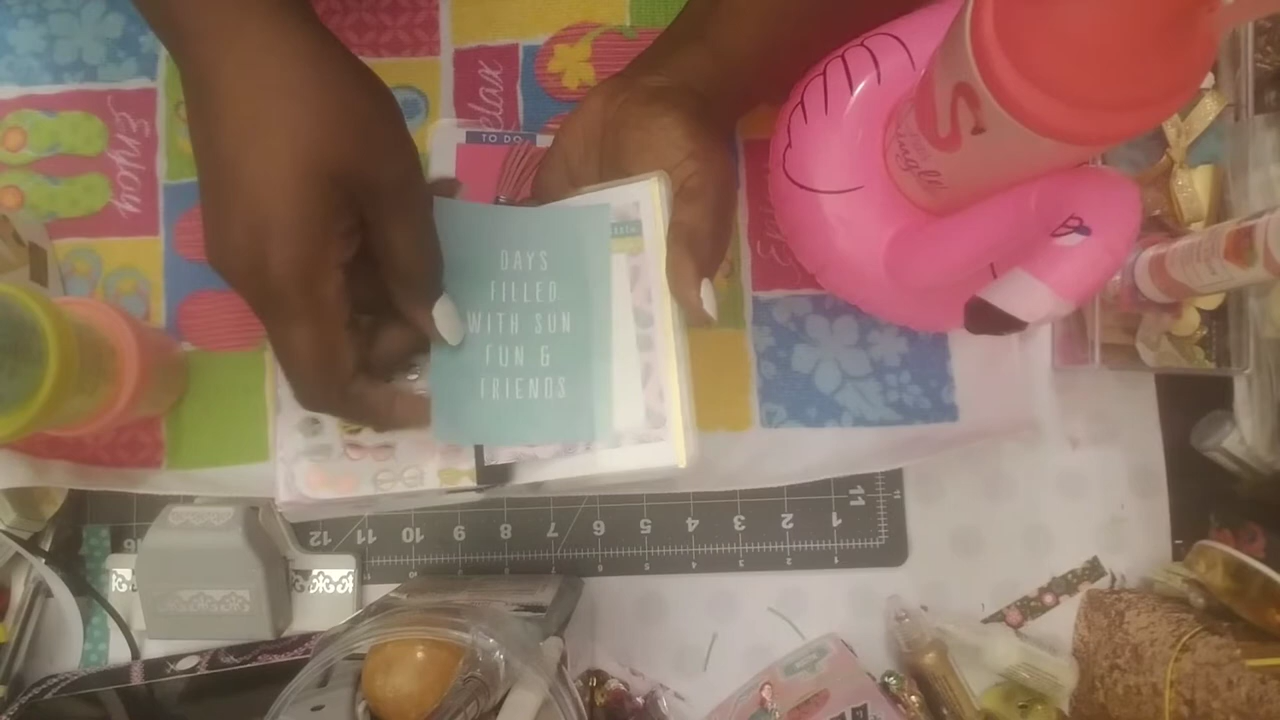 Enjoy
elax
TO DO
DAYS
FILLED
WITH SUN
FUN &
FRIENDS
12 11 10 9 8 7 6 5 4 3 2 1
11